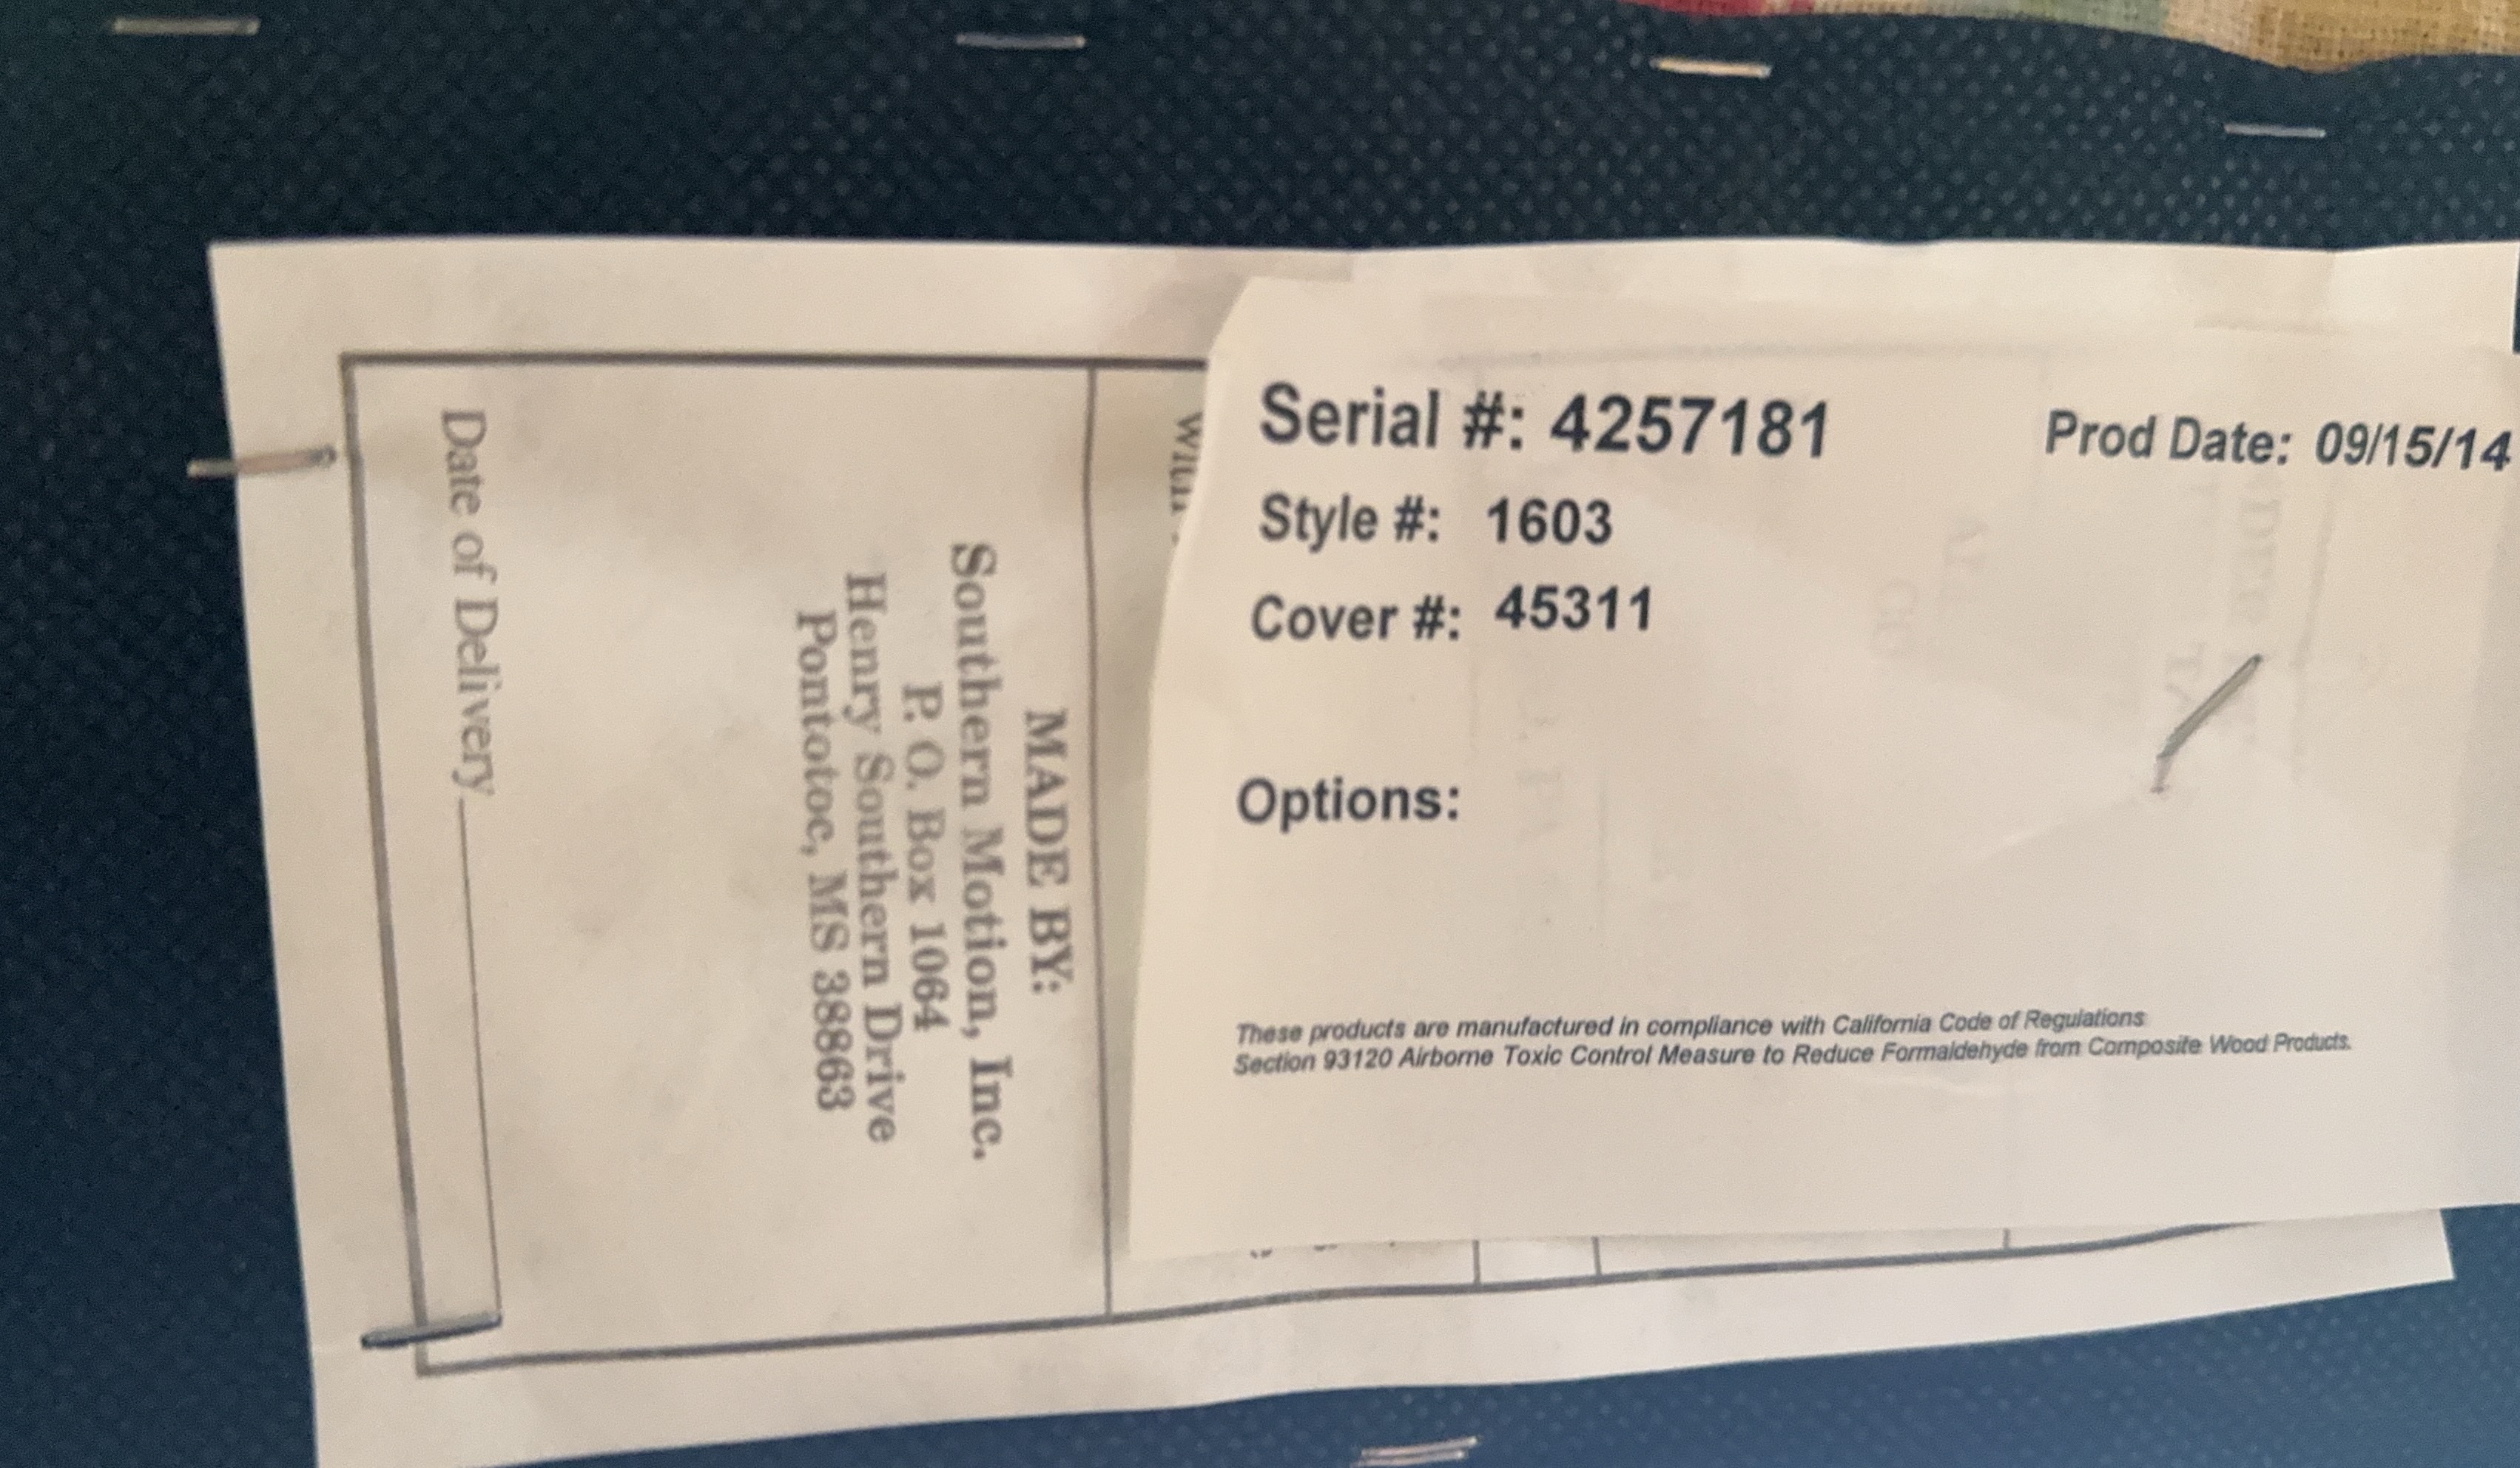 Serial #: 4257181
Prod Date: 09/15/14
Style #: 1603
Cover #: 45311
Options:
These products are manufactured in compliance with California Code of Regulations
Section 93120 Airborne Toxic Control Measure to Reduce Formaldehyde from Composite Wood Products.
MADE BY:
Southern Motion, Inc.
P. O. Box 1064
Henry Southern Drive
Pontotoc, MS 38863
Date of Delivery